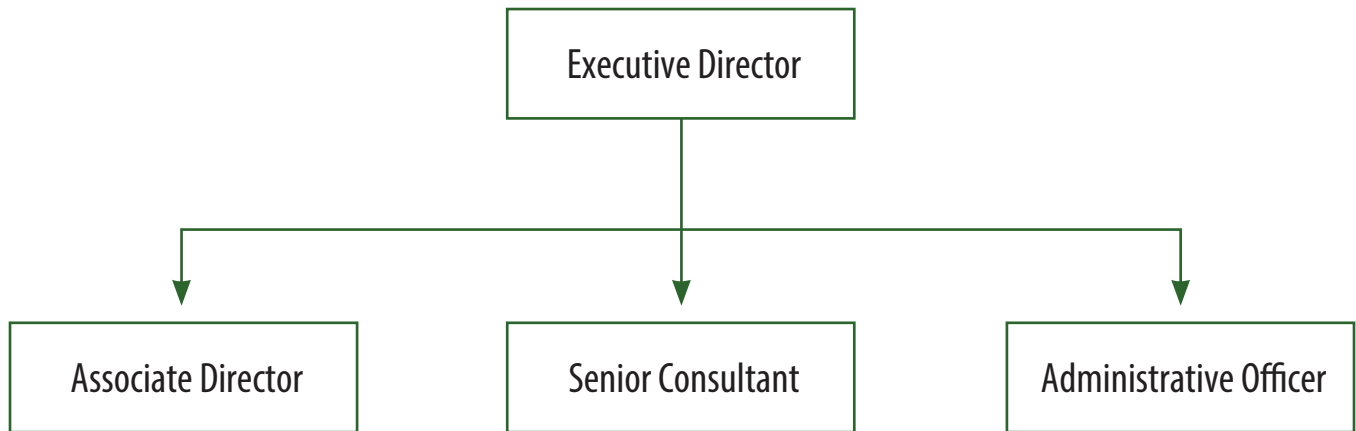 Executive Director
Associate Director
Senior Consultant
Administrative Officer